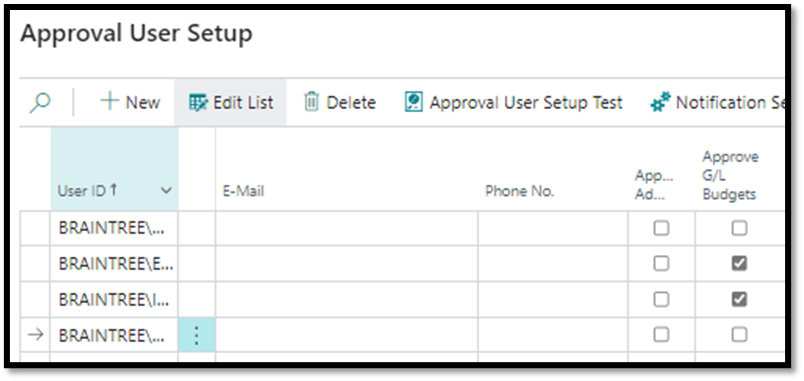 Approval User Setup
New Edit List Delete Approval User Setup Test Notification Se
User ID ↑ E-Mail Phone No. App... Ad... Approve G/L Budgets
BRAINTREE\...
BRAINTREE\E...
BRAINTREE\I...
BRAINTREE\...